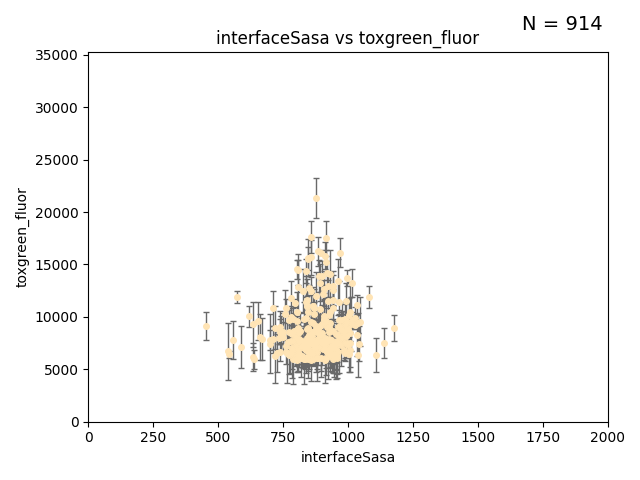 N = 914
interfaceSasa vs toxgreen_fluor
35000
30000
25000
20000
15000
10000
5000
0
toxgreen_fluor
0 250 500 750 1000 1250 1500 1750 2000
interfaceSasa